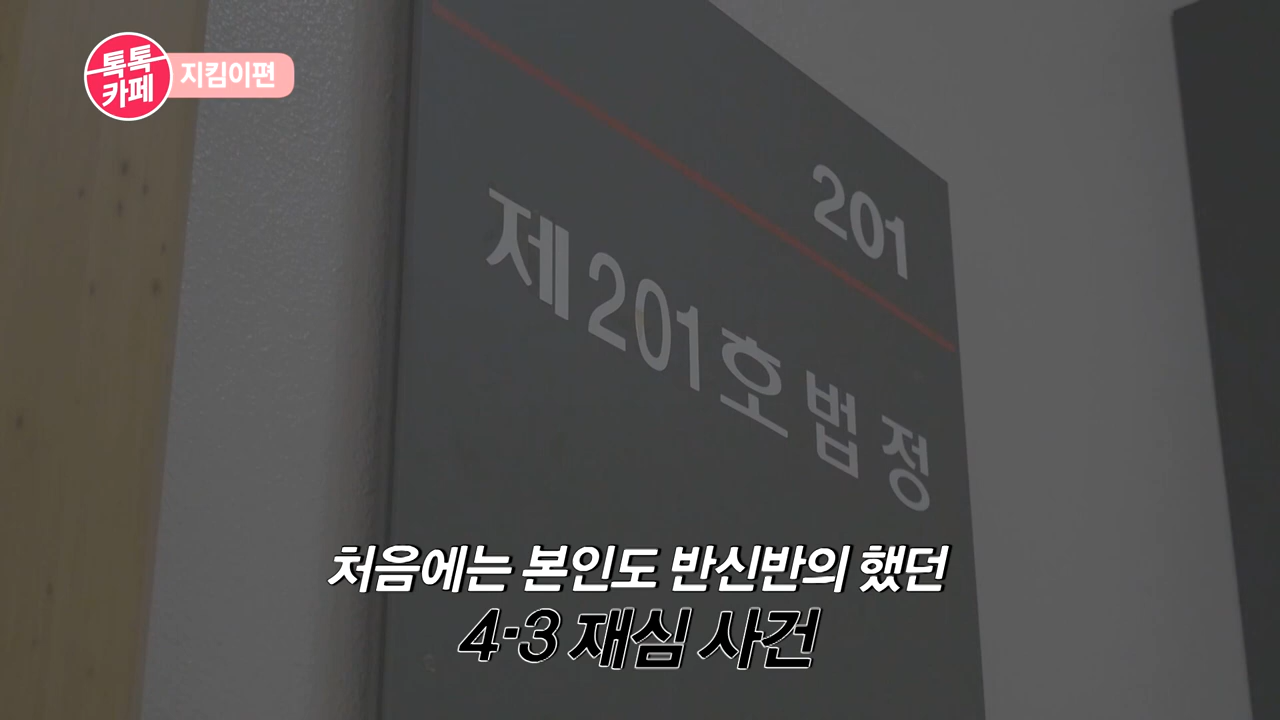 톡톡
카페
지킴이편
201
제201호 법정
처음에는 본인도 반신반의 했던
4·3 재심 사건